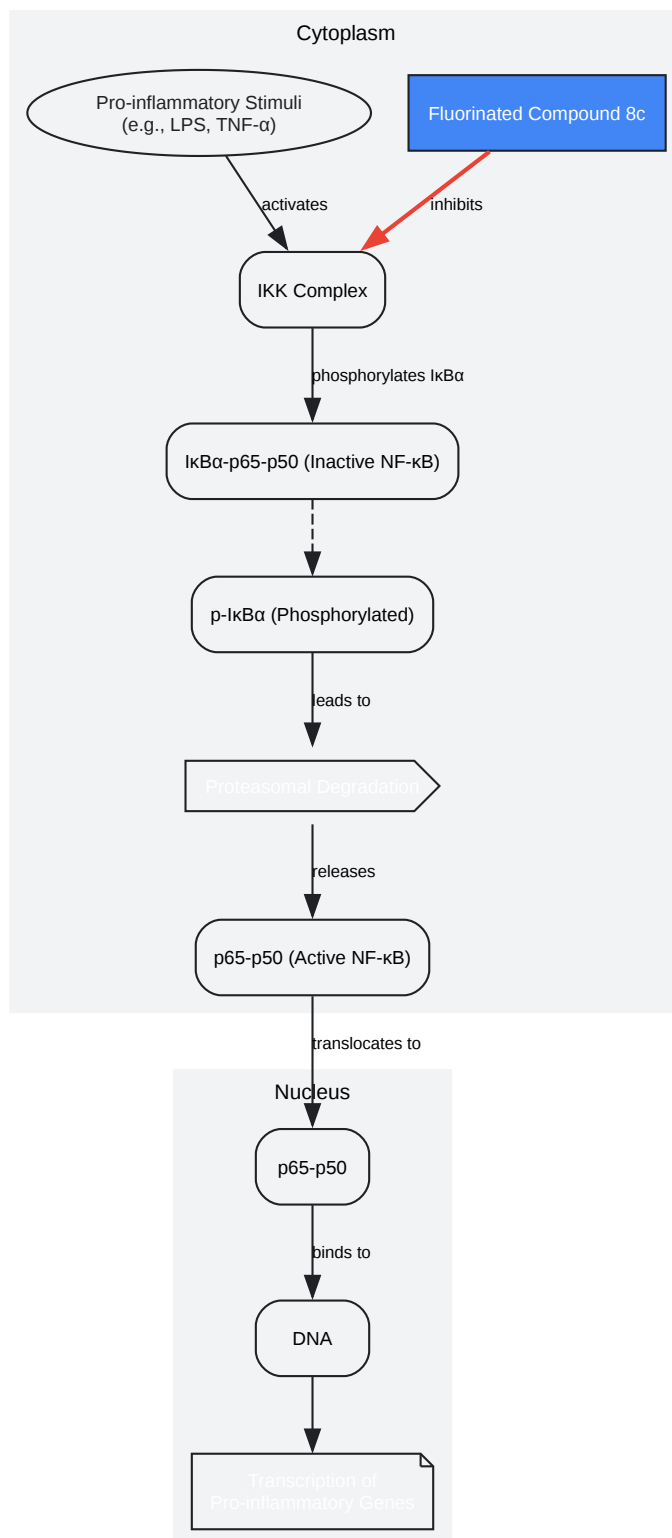 Cytoplasm
Pro-inflammatory Stimuli
(e.g., LPS, TNF-α)
Fluorinated Compound 8c
activates
inhibits
IKK Complex
phosphorylates IκBα
IκBα-p65-p50 (Inactive NF-κB)
p-IκBα (Phosphorylated)
leads to
Proteasomal Degradation
releases
p65-p50 (Active NF-κB)
translocates to
Nucleus
p65-p50
binds to
DNA
Transcription of
Pro-inflammatory Genes